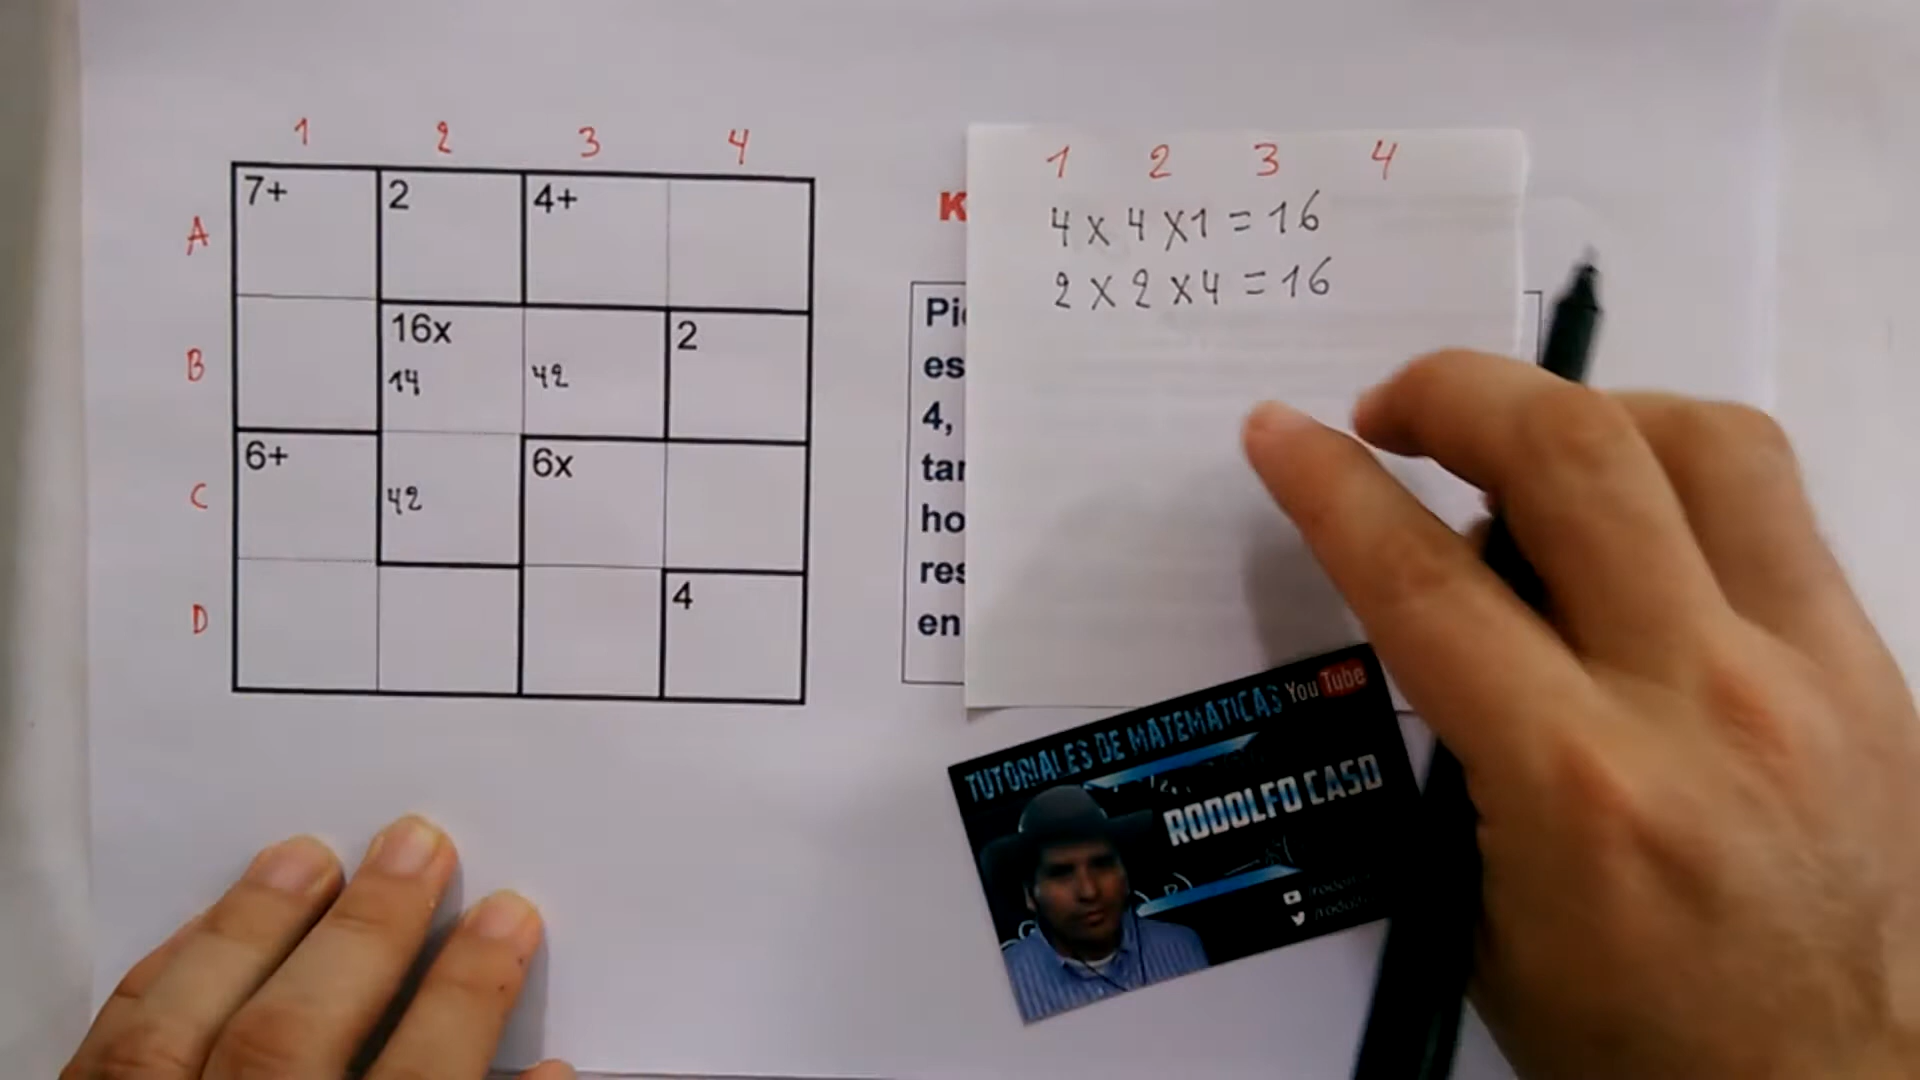 1 2 3 4
A 7+ 2 4+
B 16x 2
14 42
C 6+ 6x
42
D 4
K
Pi
es
4,
tar
ho
res
en
1 2 3 4
4 x 4 x 1 = 16
2 x 2 x 4 = 16
TUTORIALES DE MATEMATICAS YouTube
RODOLFO CASO